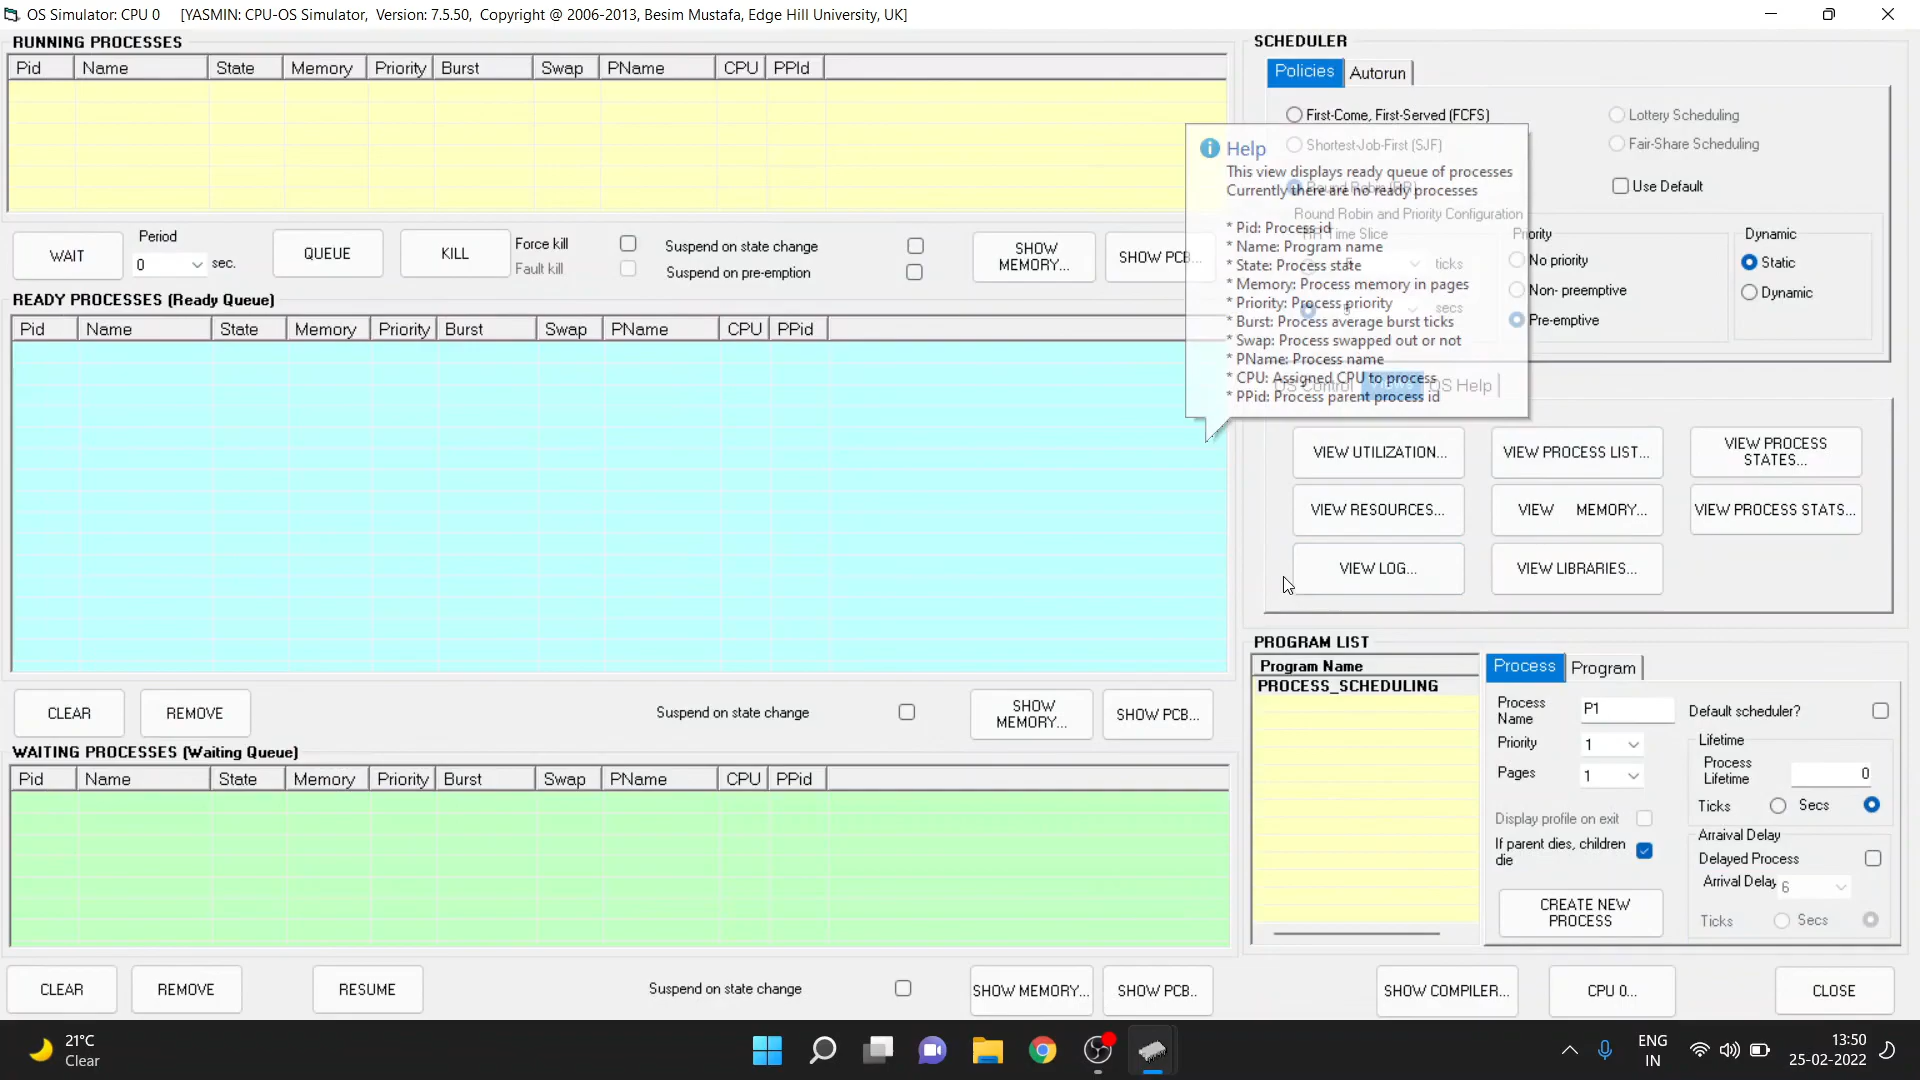 OS Simulator: CPU 0 [YASMIN: CPU-OS Simulator, Version: 7.5.50, Copyright @ 2006-2013, Besim Mustafa, Edge Hill University, UK]
RUNNING PROCESSES
Pid Name State Memory Priority Burst Swap PName CPU PPId
WAIT
Period
0 sec.
QUEUE
KILL
Force kill
Fault kill
Suspend on state change
Suspend on pre-emption
SHOW MEMORY...
SHOW PCB...
READY PROCESSES (Ready Queue)
Pid Name State Memory Priority Burst Swap PName CPU PPId
CLEAR
REMOVE
Suspend on state change
SHOW MEMORY...
SHOW PCB...
WAITING PROCESSES (Waiting Queue)
Pid Name State Memory Priority Burst Swap PName CPU PPId
CLEAR
REMOVE
RESUME
Suspend on state change
SHOW MEMORY...
SHOW PCB..
SCHEDULER
Policies Autorun
First-Come, First-Served (FCFS)
Shortest-Job-First (SJF)
Round Robin (RR)
Lottery Scheduling
Fair-Share Scheduling
Use Default
Round Robin and Priority Configuration
RR Time Slice
5 ticks
5 secs
Priority
No priority
Non- preemptive
Pre-emptive
Dynamic
Static
Dynamic
Help
This view displays ready queue of processes
Currently there are no ready processes
* Pid: Process id
* Name: Program name
* State: Process state
* Memory: Process memory in pages
* Priority: Process priority
* Burst: Process average burst ticks
* Swap: Process swapped out or not
* PName: Process name
* CPU: Assigned CPU to process
* PPid: Process parent process id
OS Control Views OS Help
VIEW UTILIZATION...
VIEW PROCESS LIST...
VIEW PROCESS STATES...
VIEW RESOURCES...
VIEW MEMORY...
VIEW PROCESS STATS...
VIEW LOG...
VIEW LIBRARIES...
PROGRAM LIST
Program Name
PROCESS_SCHEDULING
Process Program
Process Name P1
Priority 1
Pages 1
Display profile on exit
If parent dies, children die
CREATE NEW PROCESS
Default scheduler?
Lifetime
Process Lifetime 0
Ticks Secs
Arraival Delay
Delayed Process
Arrival Delay 6
Ticks Secs
SHOW COMPILER...
CPU 0...
CLOSE
21°C
Clear
ENG
IN
13:50
25-02-2022